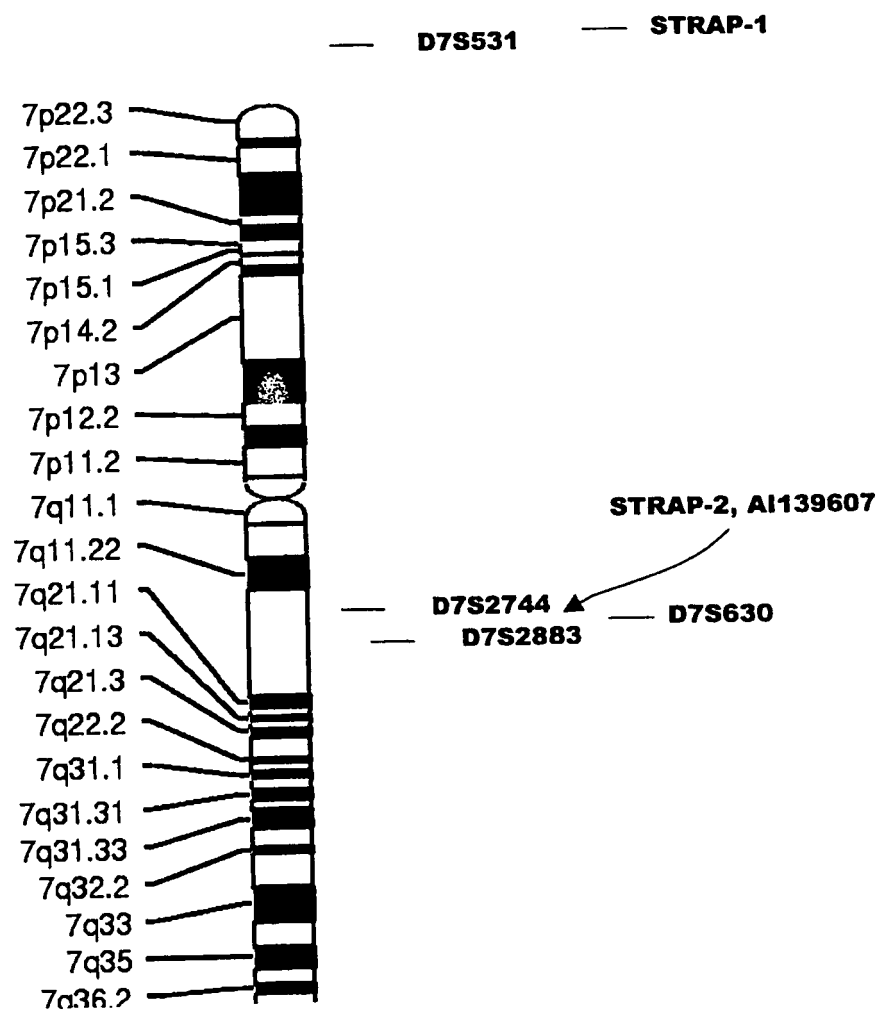 STRAP-1
D7S531
7p22.3
7p22.1
7p21.2
7p15.3
7p15.1
7p14.2
7p13
7p12.2
7p11.2
7q11.1
STRAP-2, AI139607
7q11.22
7q21.11
D7S2744
D7S630
7q21.13
D7S2883
7q21.3
7q22.2
7q31.1
7q31.31
7q31.33
7q32.2
7q33
7q35
7q36.2